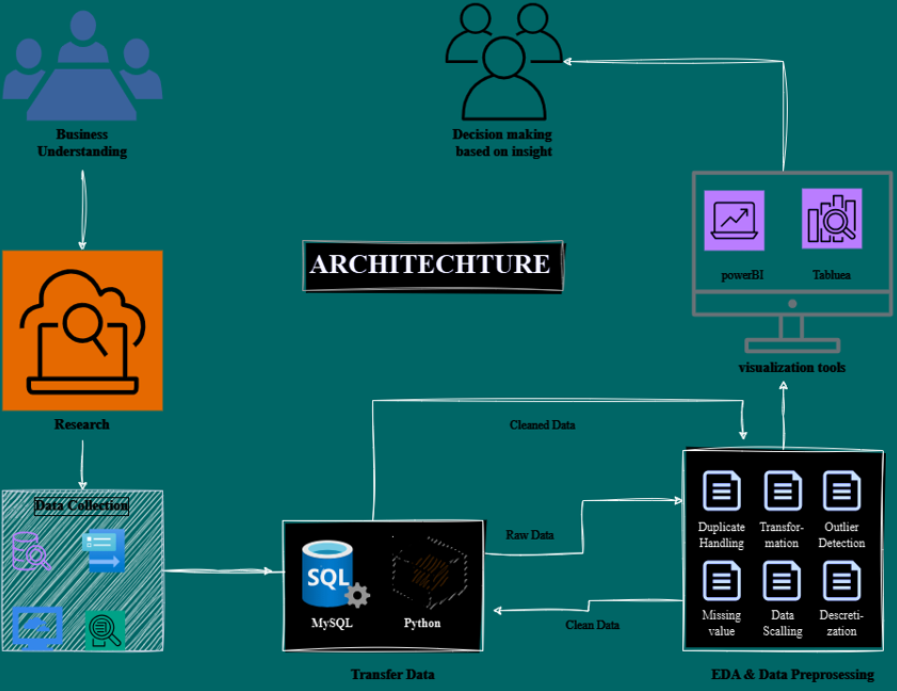 Business
Understanding
Decision making
based on insight
ARCHITECHTURE
powerBI
Tabluea
visualization tools
Research
Cleaned Data
Data Collection
Duplicate
Handling
Transfor-
mation
Outlier
Detection
Raw Data
SQL
MySQL
Python
Missing
value
Data
Scalling
Descreti-
zation
Clean Data
Transfer Data
EDA & Data Preprosessing